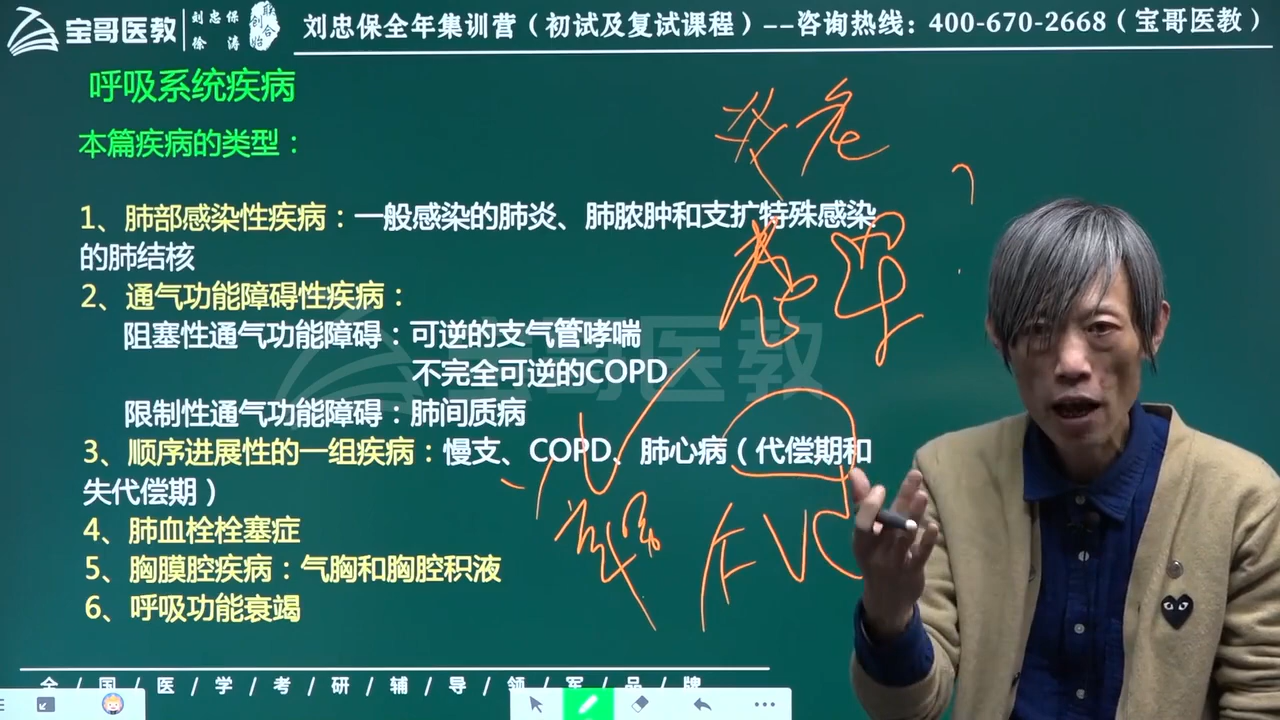 宝哥医教 刘忠保 徐涛 联合创始 刘忠保全年集训营（初试及复试课程）--咨询热线：400-670-2668（宝哥医教）
呼吸系统疾病
本篇疾病的类型：
1、肺部感染性疾病：一般感染的肺炎、肺脓肿和支扩特殊感染
的肺结核
2、通气功能障碍性疾病：
阻塞性通气功能障碍：可逆的支气管哮喘
不完全可逆的COPD
限制性通气功能障碍：肺间质病
3、顺序进展性的一组疾病：慢支、COPD、肺心病（代偿期和
失代偿期）
4、肺血栓栓塞症
5、胸膜腔疾病：气胸和胸腔积液
6、呼吸功能衰竭
宝哥医教
FVC
全 / 国 / 医 / 学 / 考 / 研 / 辅 / 导 / 领 / 军 / 品 / 牌